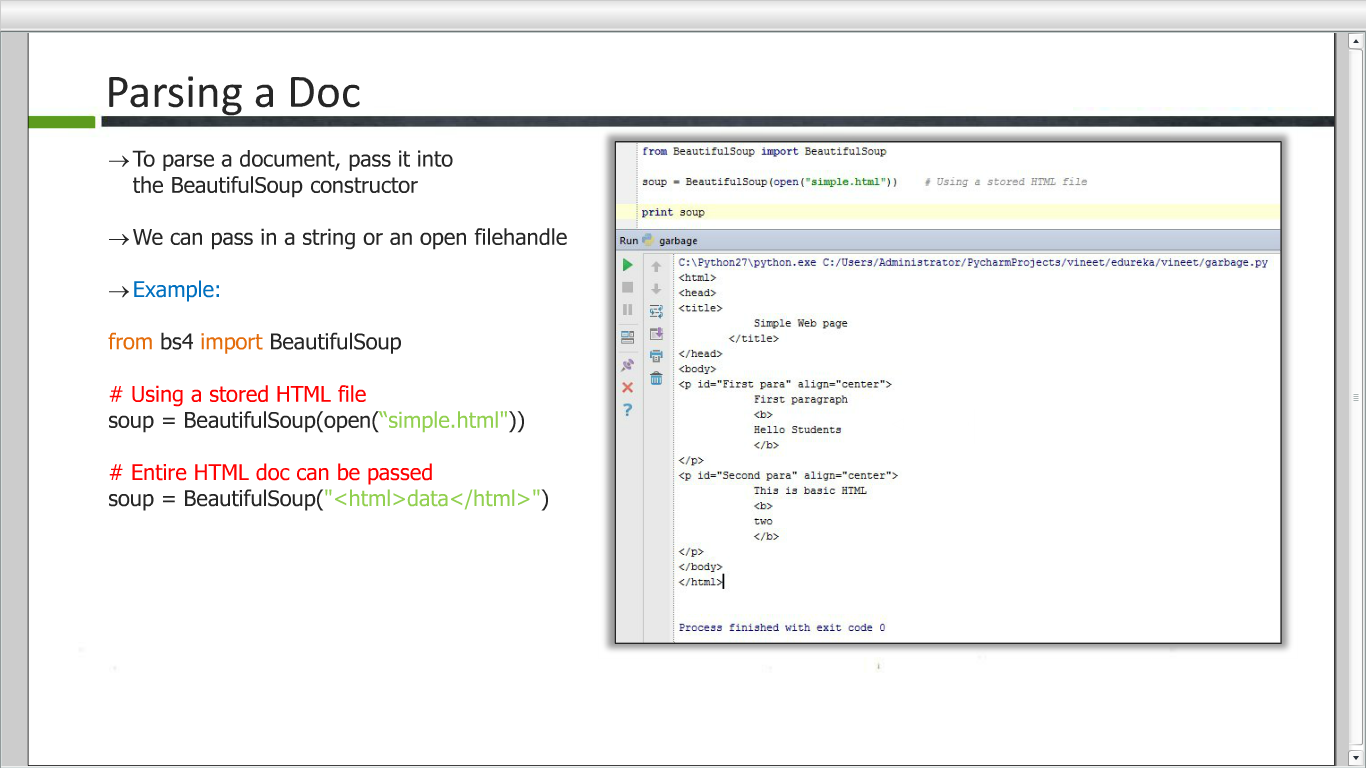 Parsing a Doc
→To parse a document, pass it into
the BeautifulSoup constructor
→We can pass in a string or an open filehandle
→Example:
from bs4 import BeautifulSoup
# Using a stored HTML file
soup = BeautifulSoup(open(“simple.html"))
# Entire HTML doc can be passed
soup = BeautifulSoup("<html>data</html>")
from BeautifulSoup import BeautifulSoup
soup = BeautifulSoup(open("simple.html"))    # Using a stored HTML file
print soup
Run garbage
C:\Python27\python.exe C:/Users/Administrator/PycharmProjects/vineet/edureka/vineet/garbage.py
<html>
<head>
<title>
Simple Web page
</title>
</head>
<body>
<p id="First para" align="center">
First paragraph
<b>
Hello Students
</b>
</p>
<p id="Second para" align="center">
This is basic HTML
<b>
two
</b>
</p>
</body>
</html>
Process finished with exit code 0